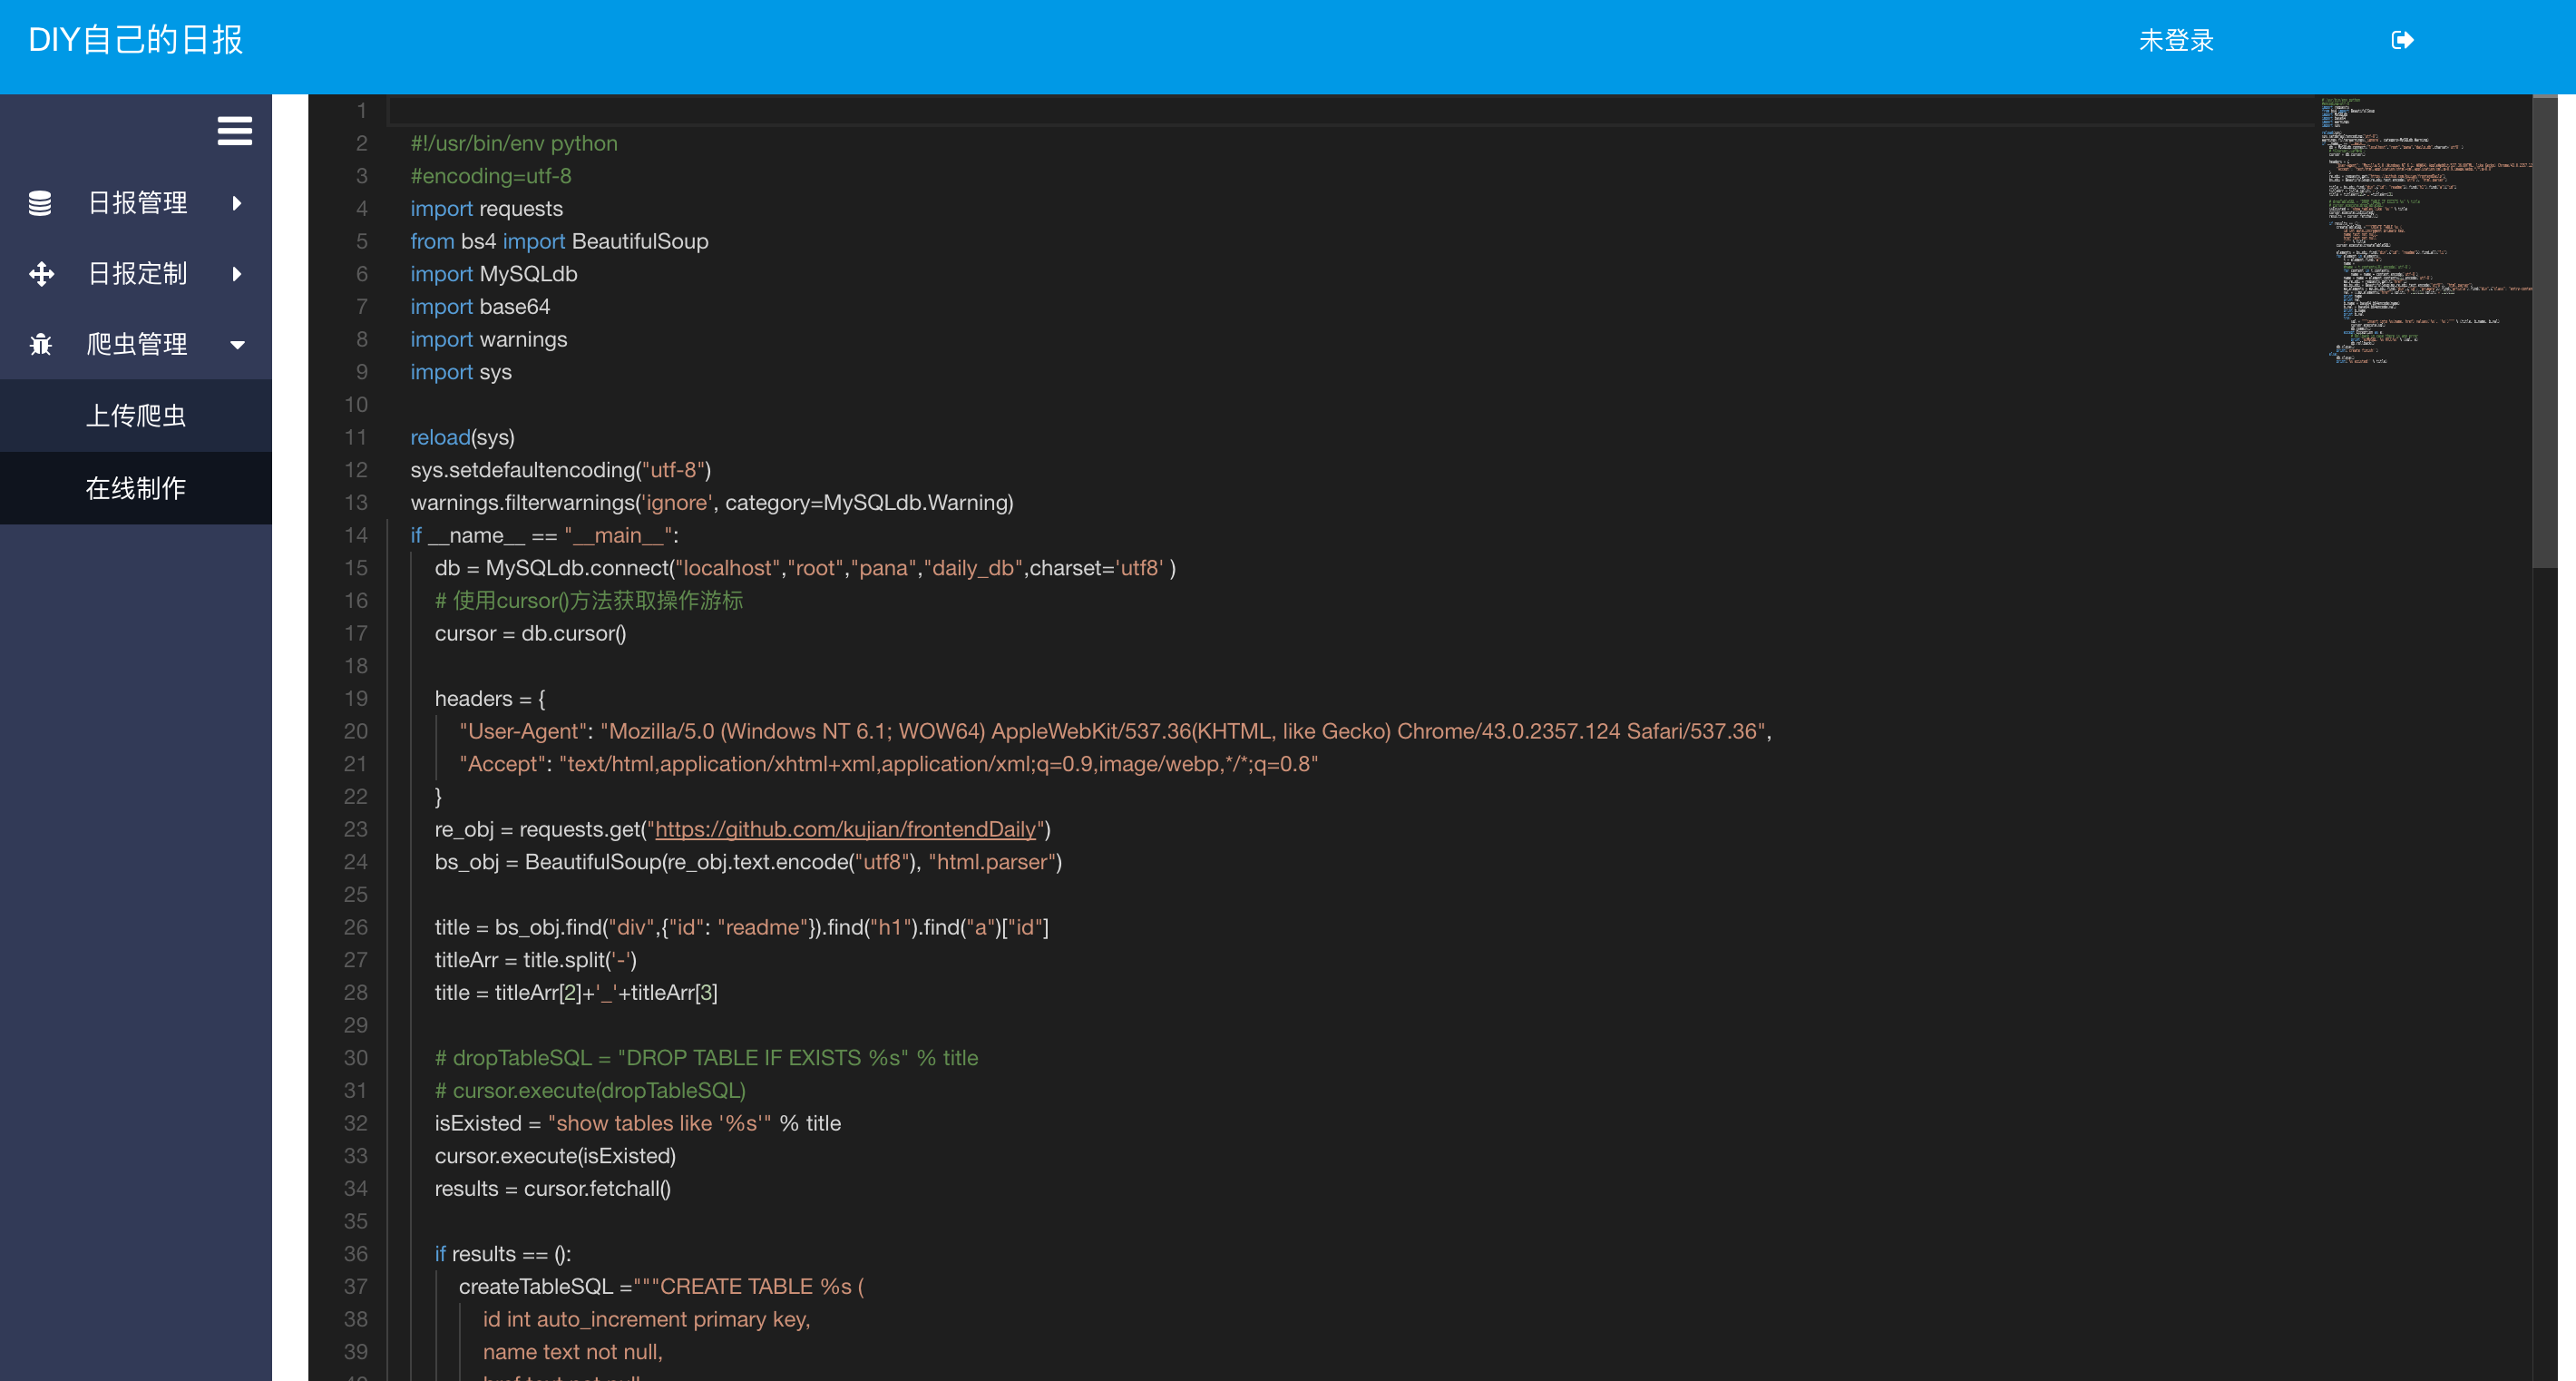 DIY自己的日报
未登录
日报管理
日报定制
爬虫管理
上传爬虫
在线制作
1
2 #!/usr/bin/env python
3 #encoding=utf-8
4 import requests
5 from bs4 import BeautifulSoup
6 import MySQLdb
7 import base64
8 import warnings
9 import sys
10
11 reload(sys)
12 sys.setdefaultencoding("utf-8")
13 warnings.filterwarnings('ignore', category=MySQLdb.Warning)
14 if __name__ == "__main__":
15 db = MySQLdb.connect("localhost","root","pana","daily_db",charset='utf8' )
16 # 使用cursor()方法获取操作游标
17 cursor = db.cursor()
18
19 headers = {
20 "User-Agent": "Mozilla/5.0 (Windows NT 6.1; WOW64) AppleWebKit/537.36(KHTML, like Gecko) Chrome/43.0.2357.124 Safari/537.36",
21 "Accept": "text/html,application/xhtml+xml,application/xml;q=0.9,image/webp,*/*;q=0.8"
22 }
23 re_obj = requests.get("https://github.com/kujian/frontendDaily")
24 bs_obj = BeautifulSoup(re_obj.text.encode("utf8"), "html.parser")
25
26 title = bs_obj.find("div",{"id": "readme"}).find("h1").find("a")["id"]
27 titleArr = title.split('-')
28 title = titleArr[2]+'_'+titleArr[3]
29
30 # dropTableSQL = "DROP TABLE IF EXISTS %s" % title
31 # cursor.execute(dropTableSQL)
32 isExisted = "show tables like '%s'" % title
33 cursor.execute(isExisted)
34 results = cursor.fetchall()
35
36 if results == ():
37 createTableSQL ="""CREATE TABLE %s (
38 id int auto_increment primary key,
39 name text not null,